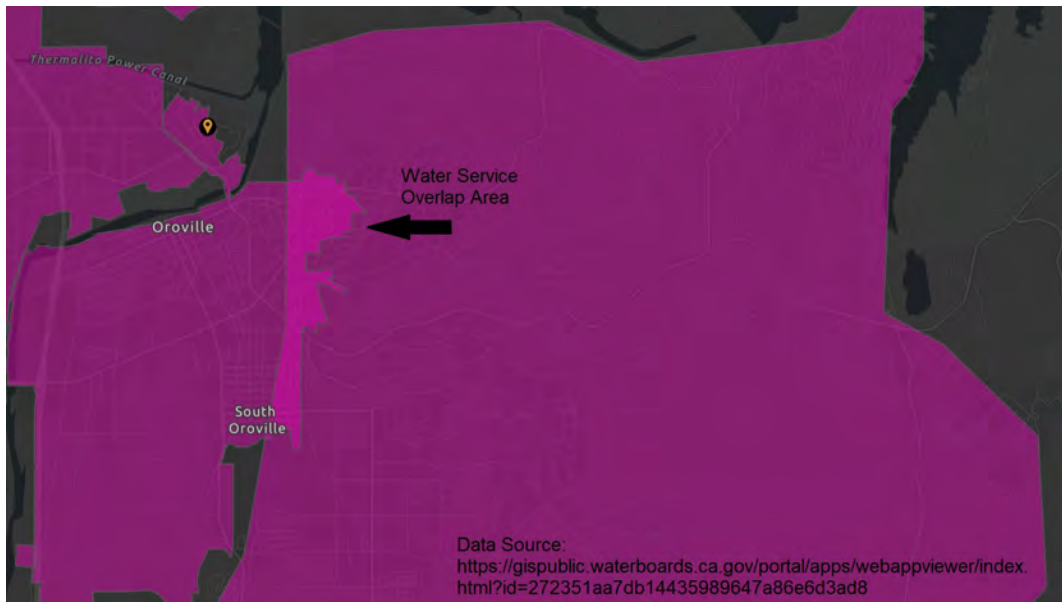 Thermalito Power Canal
Water Service
Overlap Area
Oroville
South
Oroville
Data Source:
https://gispublic.waterboards.ca.gov/portal/apps/webappviewer/index.
html?id=272351aa7db14435989647a86e6d3ad8